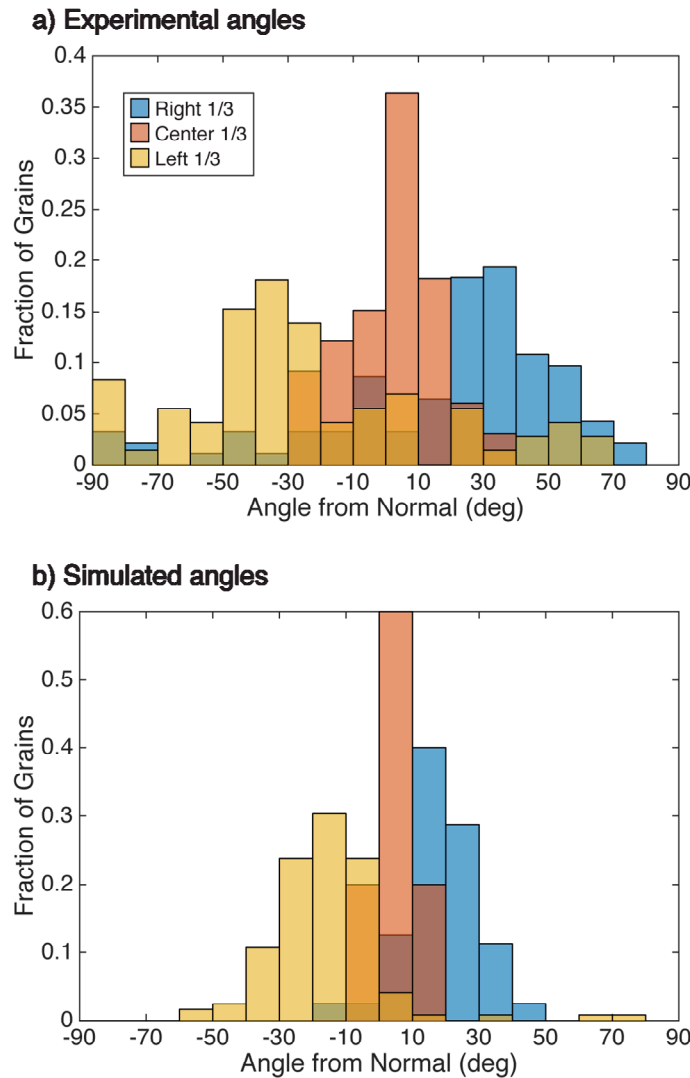 a) Experimental angles
0.4
0.35
0.3
0.25
0.2
0.15
0.1
0.05
0
Fraction of Grains
Right 1/3
Center 1/3
Left 1/3
-90 -70 -50 -30 -10 10 30 50 70 90
Angle from Normal (deg)
b) Simulated angles
0.6
0.5
0.4
0.3
0.2
0.1
0
Fraction of Grains
-90 -70 -50 -30 -10 10 30 50 70 90
Angle from Normal (deg)